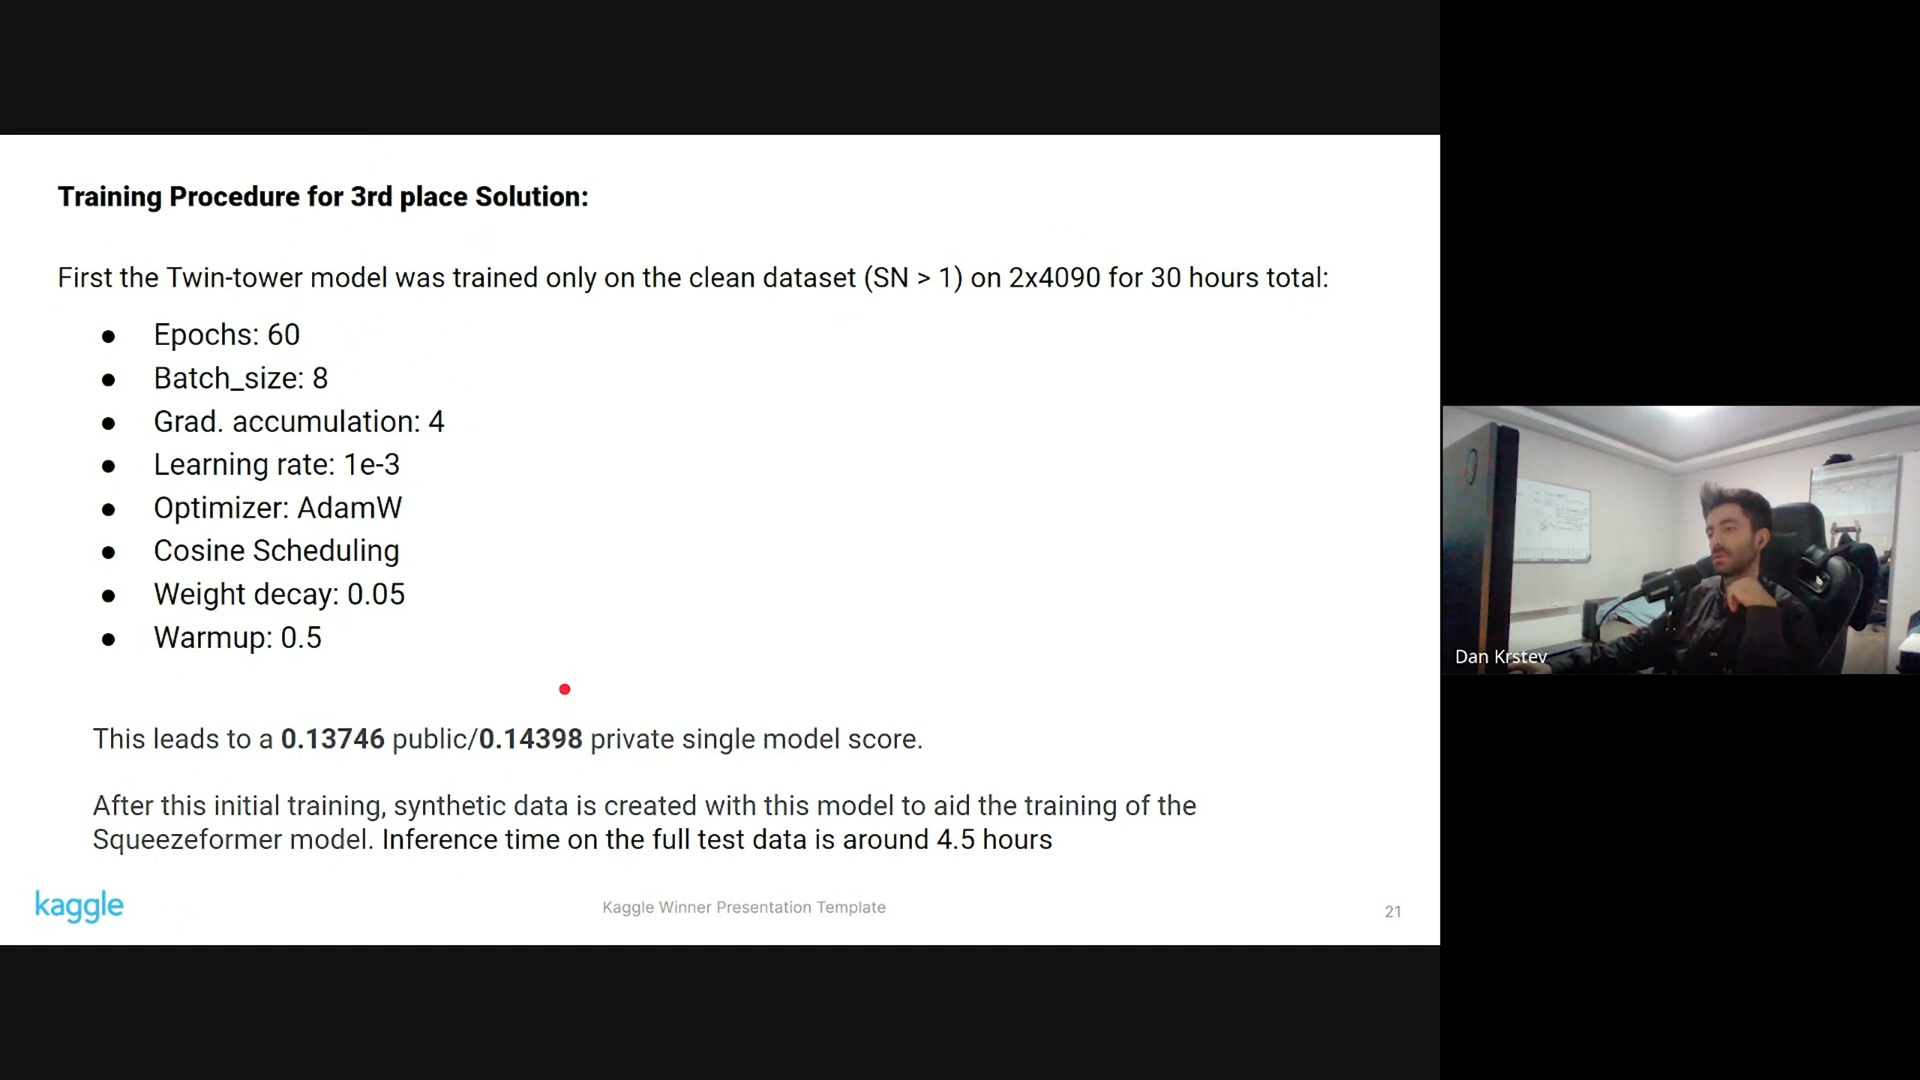 Training Procedure for 3rd place Solution:
First the Twin-tower model was trained only on the clean dataset (SN > 1) on 2x4090 for 30 hours total:
● Epochs: 60
● Batch_size: 8
● Grad. accumulation: 4
● Learning rate: 1e-3
● Optimizer: AdamW
● Cosine Scheduling
● Weight decay: 0.05
● Warmup: 0.5
This leads to a 0.13746 public/0.14398 private single model score.
After this initial training, synthetic data is created with this model to aid the training of the
Squeezeformer model. Inference time on the full test data is around 4.5 hours
kaggle
Kaggle Winner Presentation Template
21
Dan Krstev